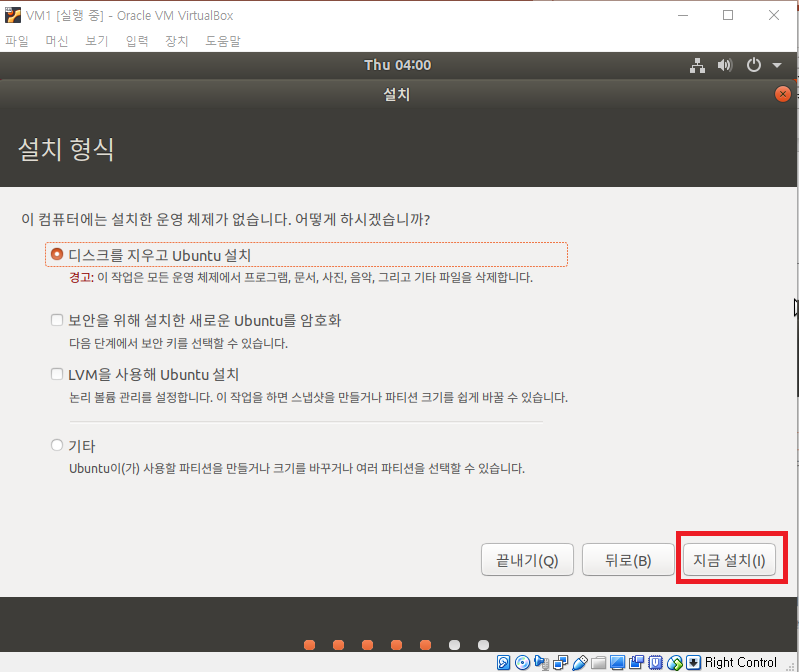 VM1 [실행 중] - Oracle VM VirtualBox
파일 머신 보기 입력 장치 도움말
Thu 04:00
설치
설치 형식
이 컴퓨터에는 설치한 운영 체제가 없습니다. 어떻게 하시겠습니까?
디스크를 지우고 Ubuntu 설치
경고: 이 작업은 모든 운영 체제에서 프로그램, 문서, 사진, 음악, 그리고 기타 파일을 삭제합니다.
보안을 위해 설치한 새로운 Ubuntu를 암호화
다음 단계에서 보안 키를 선택할 수 있습니다.
LVM을 사용해 Ubuntu 설치
논리 볼륨 관리를 설정합니다. 이 작업을 하면 스냅샷을 만들거나 파티션 크기를 쉽게 바꿀 수 있습니다.
기타
Ubuntu이(가) 사용할 파티션을 만들거나 크기를 바꾸거나 여러 파티션을 선택할 수 있습니다.
끝내기(Q) 뒤로(B) 지금 설치(I)
Right Control